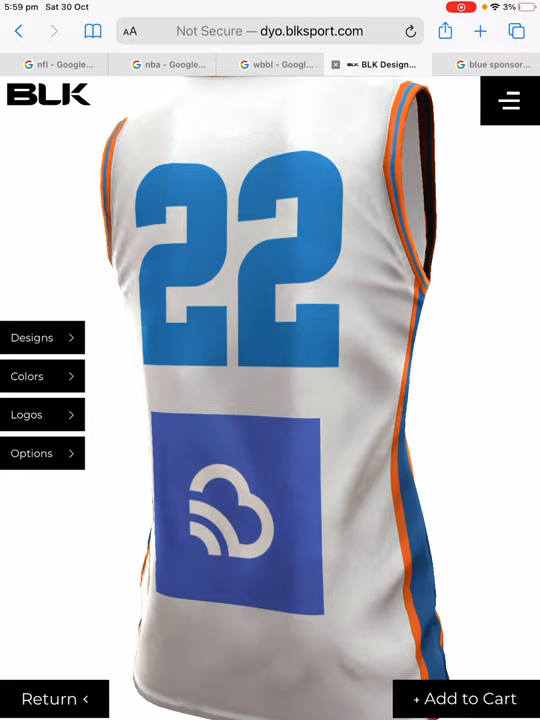 5:59 pm Sat 30 Oct
3%
AA
Not Secure — dyo.blksport.com
nfl - Google...
nba - Google...
wbbl - Googl...
BLK BLK Design...
blue sponsor...
BLK
22
Designs
Colors
Logos
Options
B
Return <
+ Add to Cart